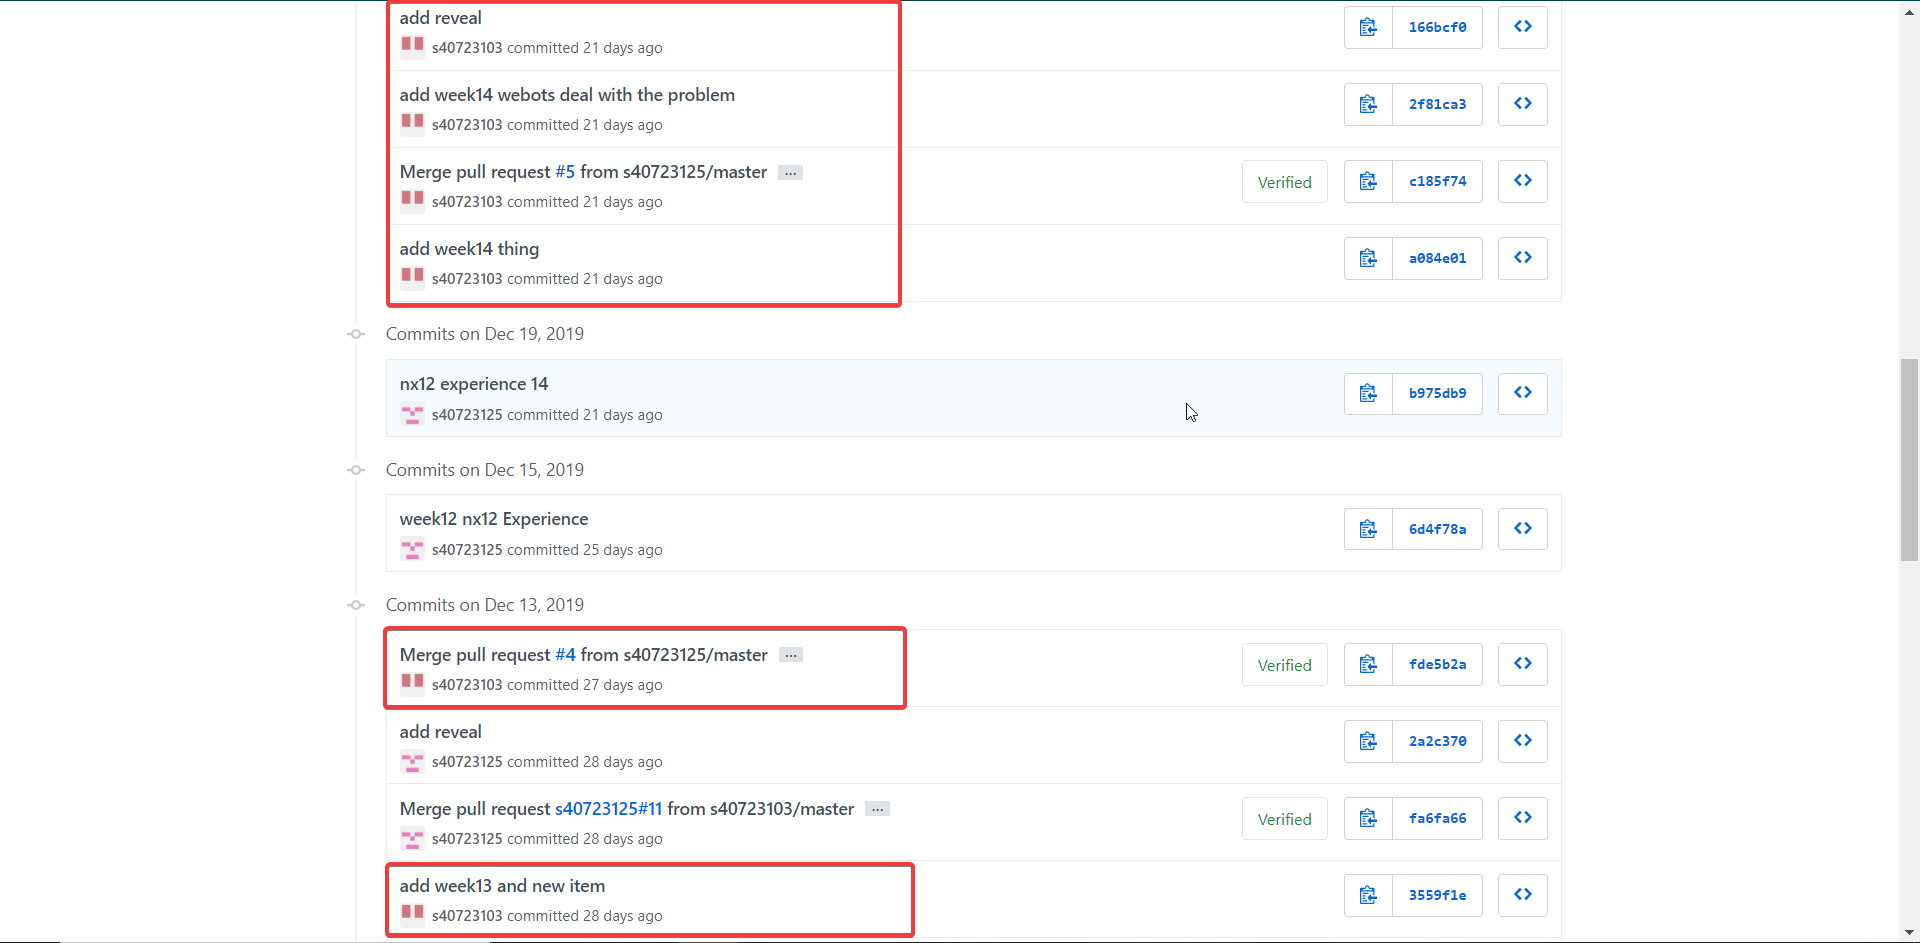 add reveal
166bcf0
s40723103 committed 21 days ago
add week14 webots deal with the problem
2f81ca3
s40723103 committed 21 days ago
Merge pull request #5 from s40723125/master ...
Verified c185f74
s40723103 committed 21 days ago
add week14 thing
a084e01
s40723103 committed 21 days ago
Commits on Dec 19, 2019
nx12 experience 14
b975db9
s40723125 committed 21 days ago
Commits on Dec 15, 2019
week12 nx12 Experience
6d4f78a
s40723125 committed 25 days ago
Commits on Dec 13, 2019
Merge pull request #4 from s40723125/master ...
Verified fde5b2a
s40723103 committed 27 days ago
add reveal
2a2c370
s40723125 committed 28 days ago
Merge pull request s40723125#11 from s40723103/master ...
Verified fa6fa66
s40723125 committed 28 days ago
add week13 and new item
3559f1e
s40723103 committed 28 days ago